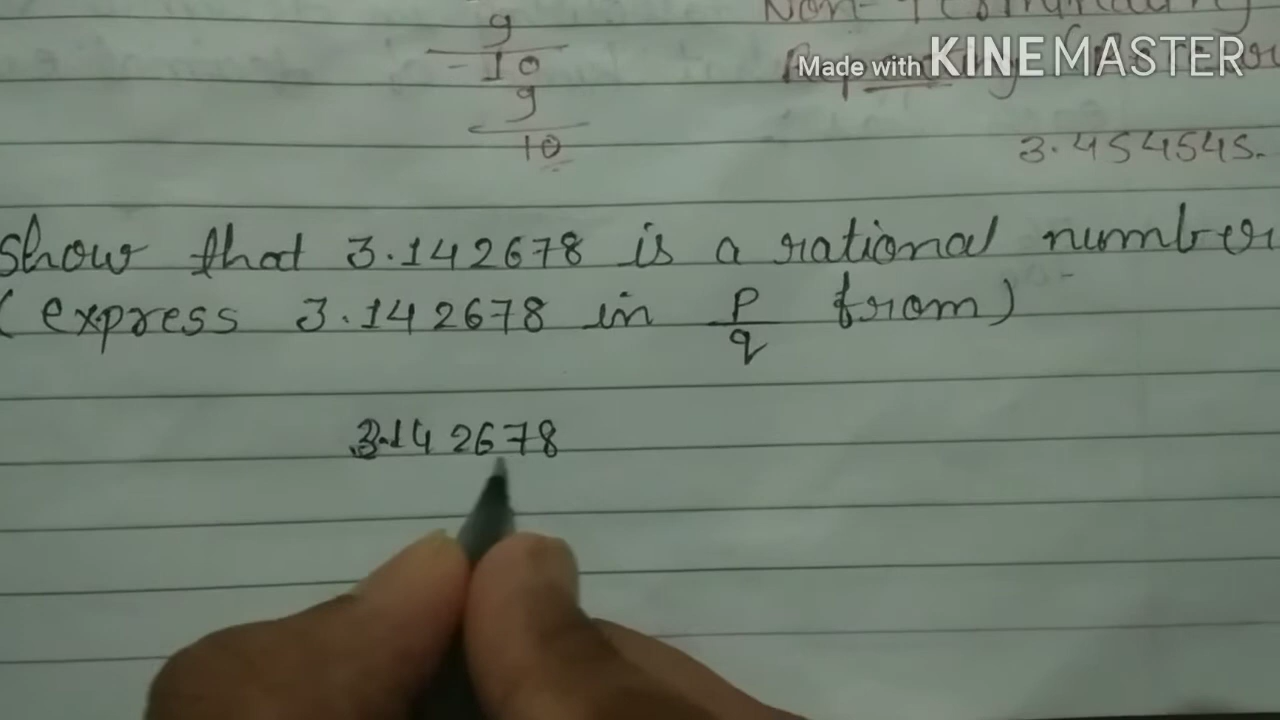 9
- 10
9
10
Non-
Made with KINEMASTER
3.454545.
Show that 3.142678 is a rational number
(express 3.142678 in p/q from)
3.142678